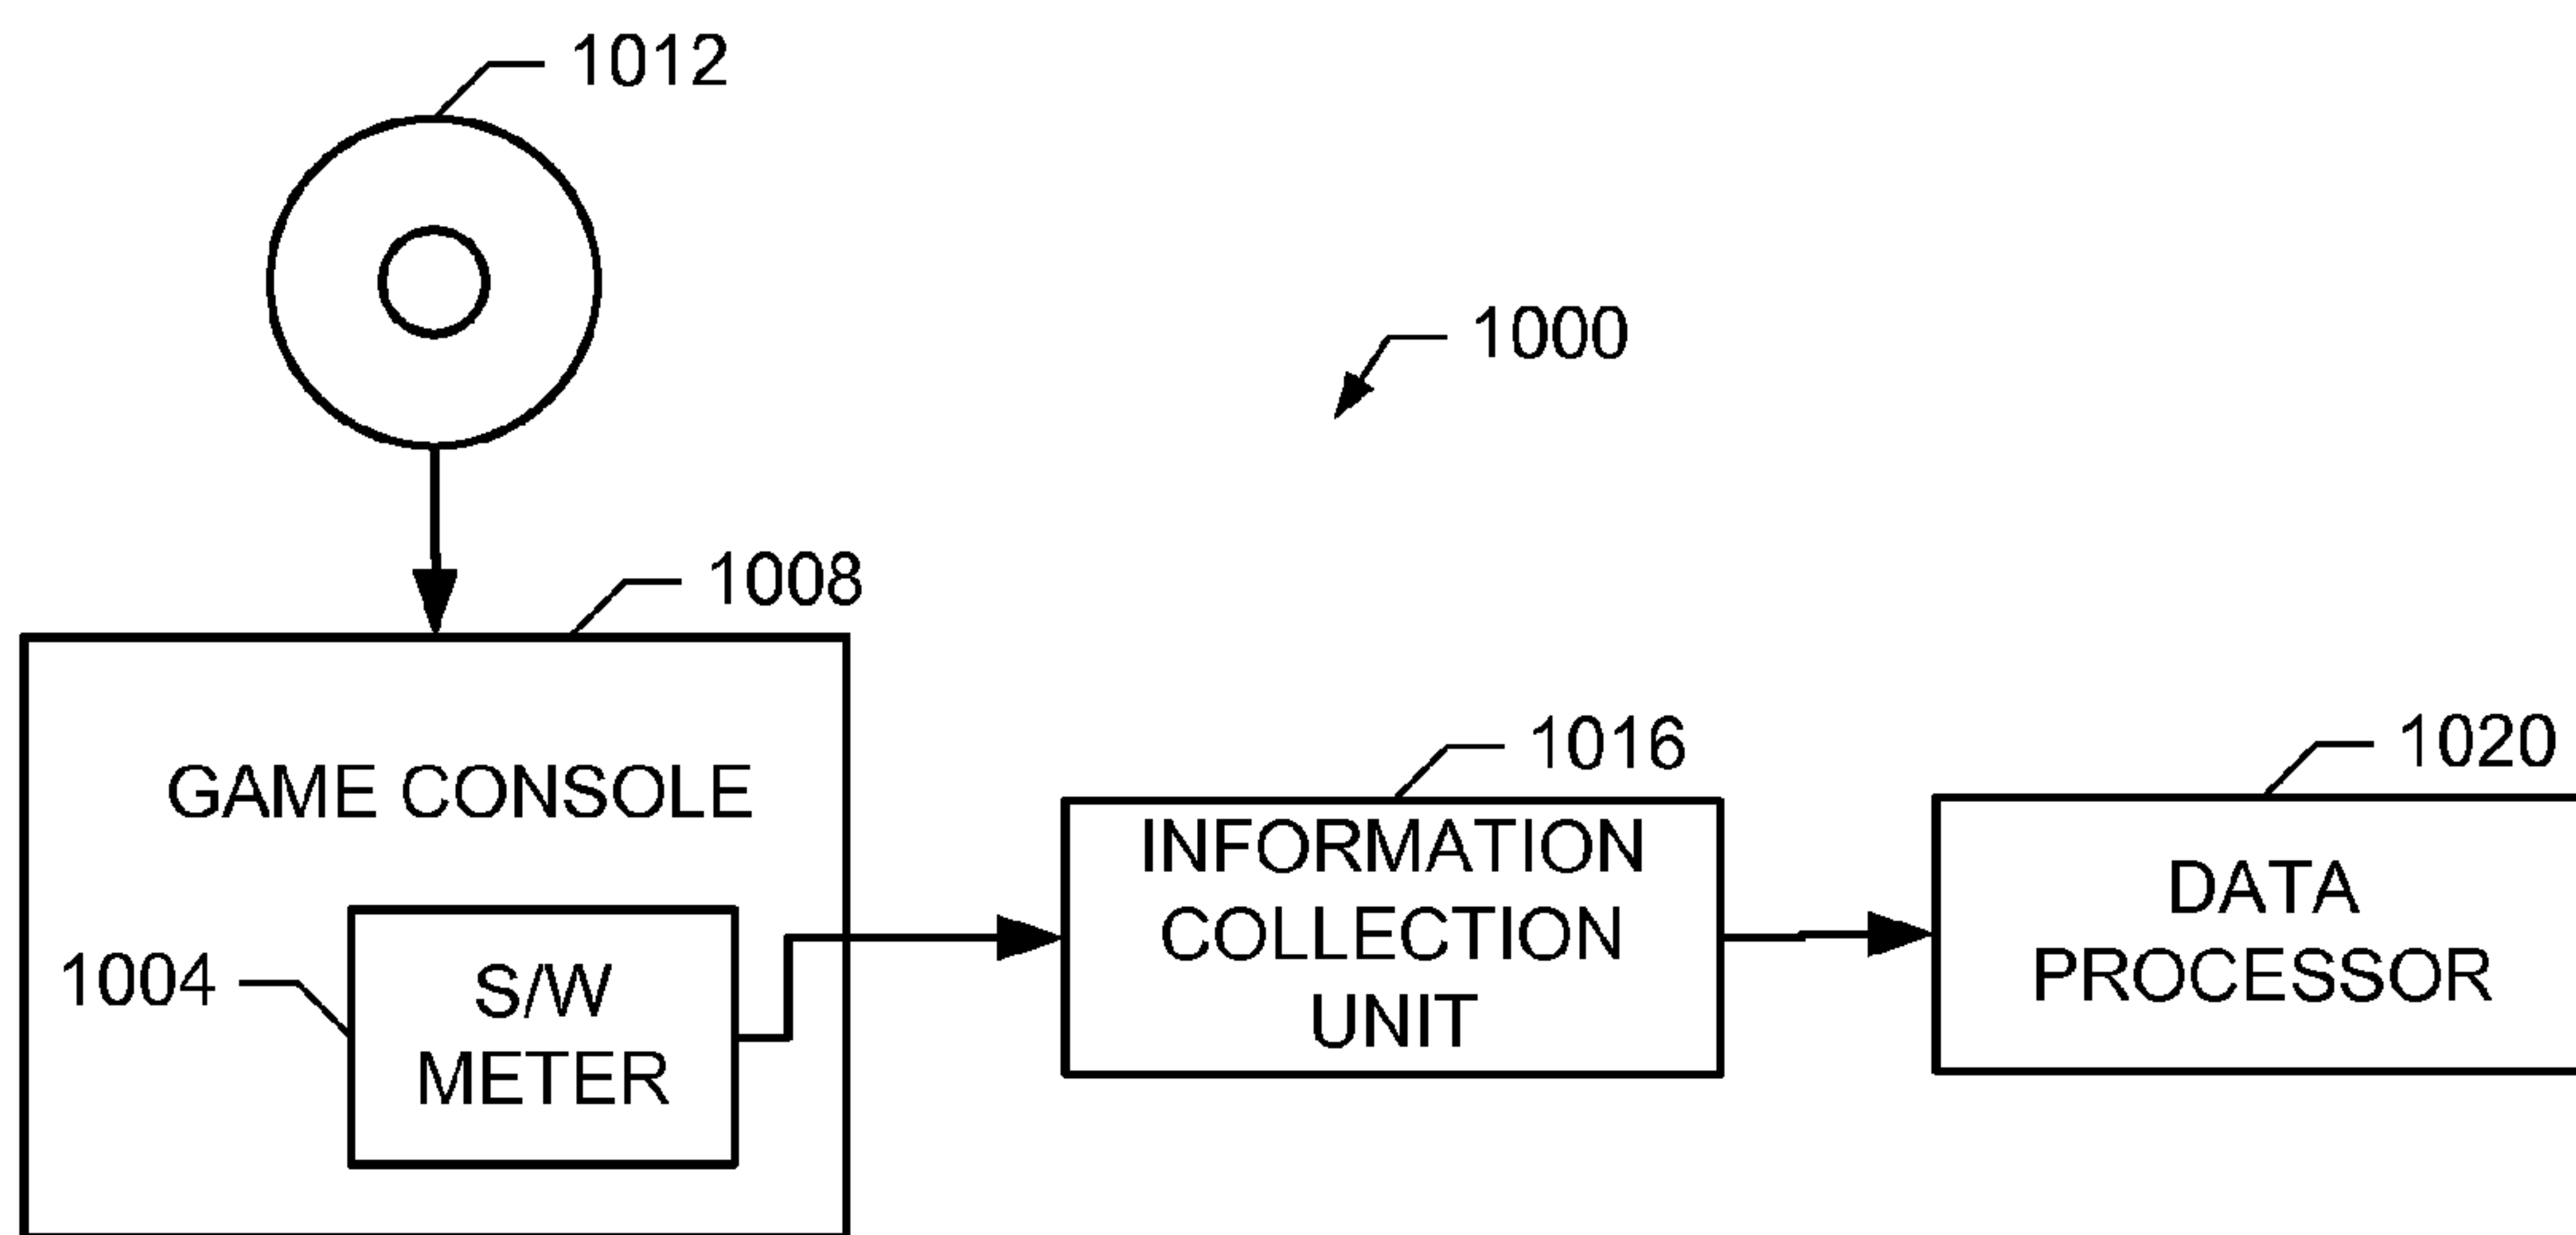 1012
1000
1008
GAME CONSOLE
1004
S/W
METER
1016
INFORMATION
COLLECTION
UNIT
1020
DATA
PROCESSOR